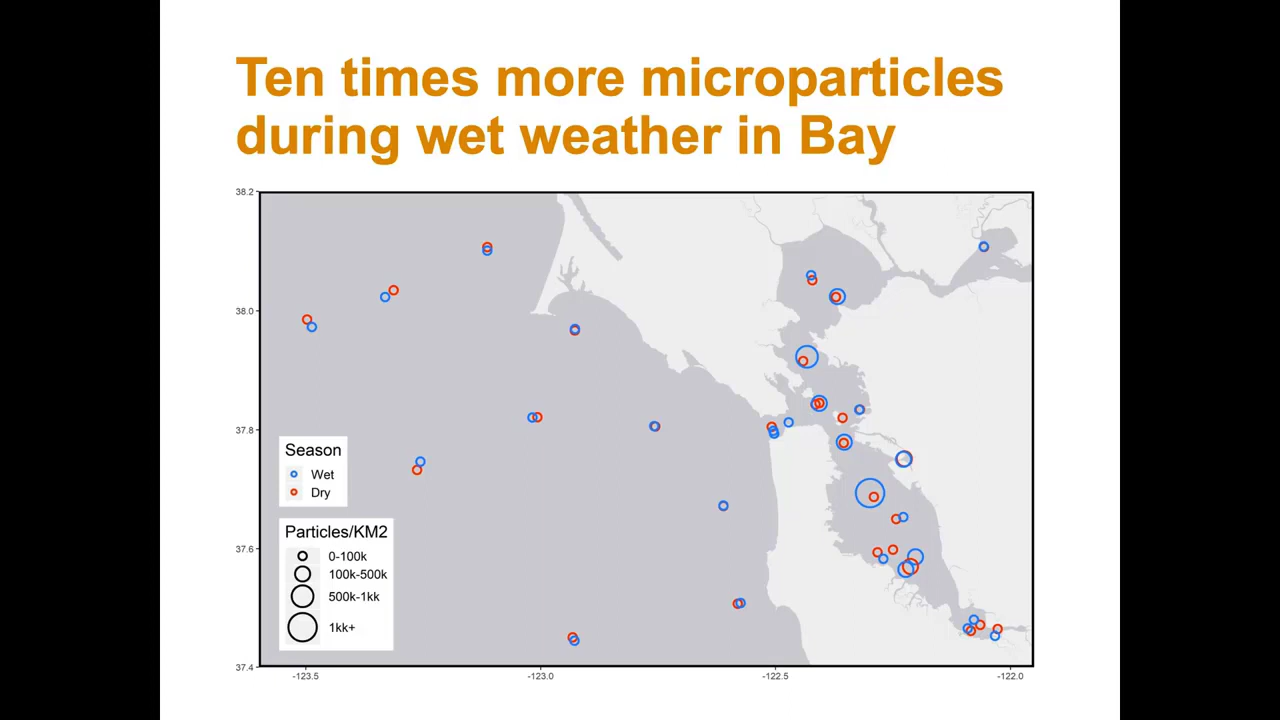 Ten times more microparticles
during wet weather in Bay
38.2
38.0
37.8
37.6
37.4
Season
Wet
Dry
Particles/KM2
0-100k
100k-500k
500k-1kk
1kk+
-123.5
-123.0
-122.5
-122.0